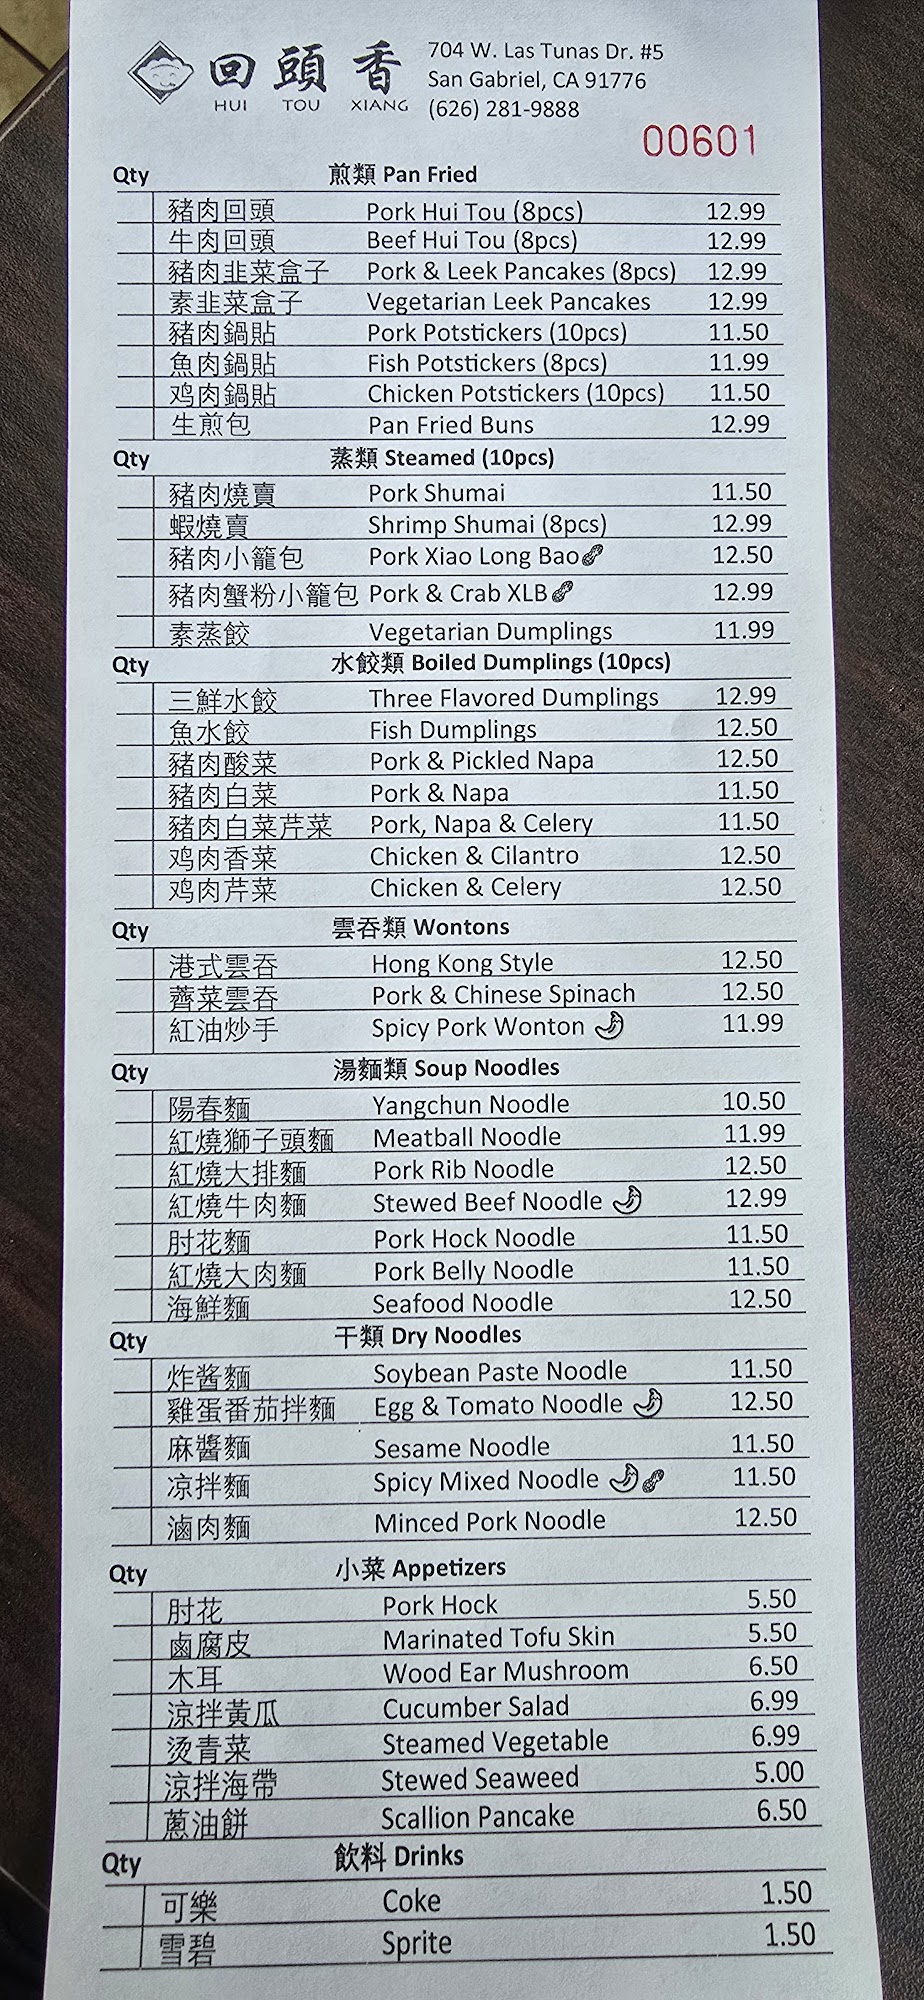 回頭香 704 W. Las Tunas Dr. #5
HUI TOU XIANG San Gabriel, CA 91776
(626) 281-9888
00601
Qty 煎類 Pan Fried
豬肉回頭 Pork Hui Tou (8pcs) 12.99
牛肉回頭 Beef Hui Tou (8pcs) 12.99
豬肉韭菜盒子 Pork & Leek Pancakes (8pcs) 12.99
素韭菜盒子 Vegetarian Leek Pancakes 12.99
豬肉鍋貼 Pork Potstickers (10pcs) 11.50
魚肉鍋貼 Fish Potstickers (8pcs) 11.99
鸡肉鍋貼 Chicken Potstickers (10pcs) 11.50
生煎包 Pan Fried Buns 12.99
Qty 蒸類 Steamed (10pcs)
豬肉燒賣 Pork Shumai 11.50
蝦燒賣 Shrimp Shumai (8pcs) 12.99
豬肉小籠包 Pork Xiao Long Bao 12.50
豬肉蟹粉小籠包 Pork & Crab XLB 12.99
素蒸餃 Vegetarian Dumplings 11.99
Qty 水餃類 Boiled Dumplings (10pcs)
三鮮水餃 Three Flavored Dumplings 12.99
魚水餃 Fish Dumplings 12.50
豬肉酸菜 Pork & Pickled Napa 12.50
豬肉白菜 Pork & Napa 11.50
豬肉白菜芹菜 Pork, Napa & Celery 11.50
鸡肉香菜 Chicken & Cilantro 12.50
鸡肉芹菜 Chicken & Celery 12.50
Qty 雲吞類 Wontons
港式雲吞 Hong Kong Style 12.50
薺菜雲吞 Pork & Chinese Spinach 12.50
紅油炒手 Spicy Pork Wonton 11.99
Qty 湯麵類 Soup Noodles
陽春麵 Yangchun Noodle 10.50
紅燒獅子頭麵 Meatball Noodle 11.99
紅燒大排麵 Pork Rib Noodle 12.50
紅燒牛肉麵 Stewed Beef Noodle 12.99
肘花麵 Pork Hock Noodle 11.50
紅燒大肉麵 Pork Belly Noodle 11.50
海鮮麵 Seafood Noodle 12.50
Qty 干類 Dry Noodles
炸酱麵 Soybean Paste Noodle 11.50
雞蛋番茄拌麵 Egg & Tomato Noodle 12.50
麻醬麵 Sesame Noodle 11.50
凉拌麵 Spicy Mixed Noodle 11.50
滷肉麵 Minced Pork Noodle 12.50
Qty 小菜 Appetizers
肘花 Pork Hock 5.50
鹵腐皮 Marinated Tofu Skin 5.50
木耳 Wood Ear Mushroom 6.50
涼拌黃瓜 Cucumber Salad 6.99
烫青菜 Steamed Vegetable 6.99
涼拌海帶 Stewed Seaweed 5.00
蔥油餅 Scallion Pancake 6.50
Qty 飲料 Drinks
可樂 Coke 1.50
雪碧 Sprite 1.50